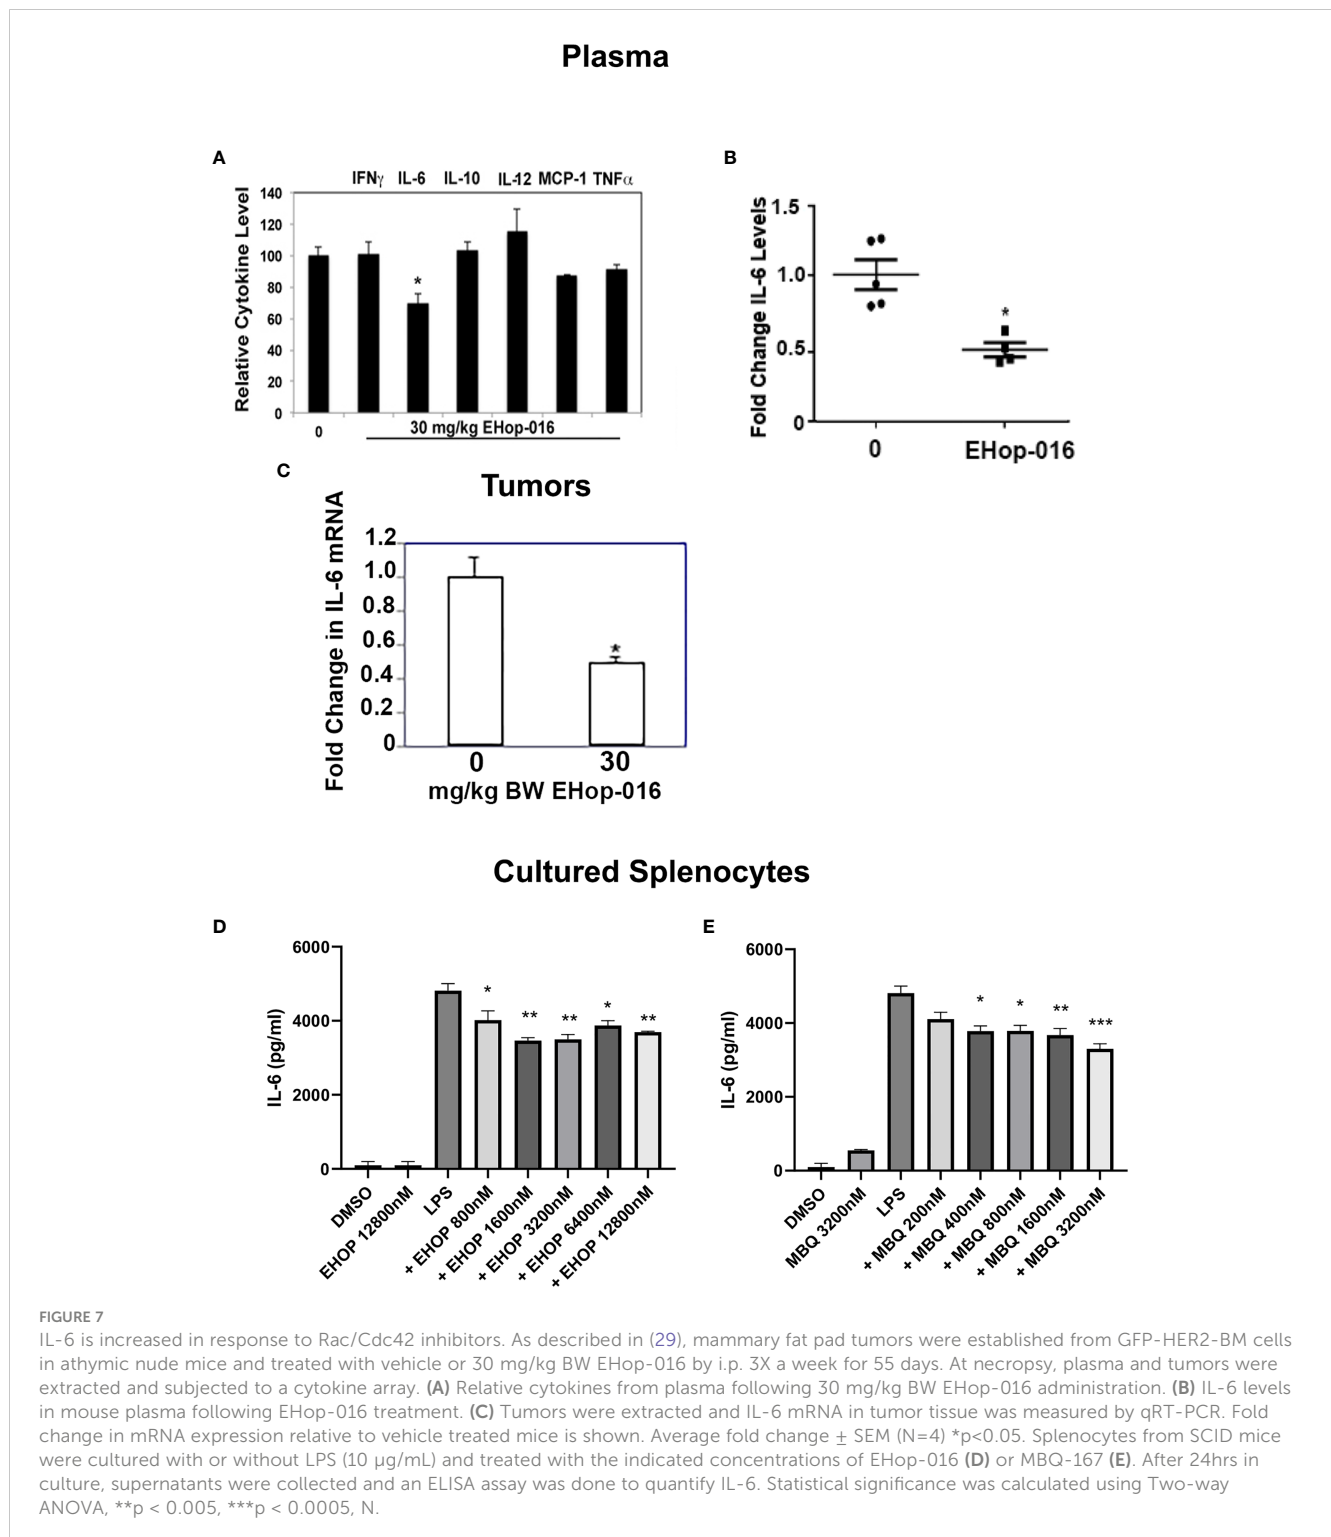 Plasma
A
IFNγ IL-6 IL-10 IL-12 MCP-1 TNFα
Relative Cytokine Level
140
120
100
80
60
40
20
0
*
0
30 mg/kg EHop-016
B
Fold Change IL-6 Levels
1.5
1.0
0.5
0
*
0
EHop-016
C
Tumors
Fold Change in IL-6 mRNA
1.2
1.0
0.8
0.6
0.4
0.2
0
*
0 30
mg/kg BW EHop-016
Cultured Splenocytes
D
IL-6 (pg/ml)
6000
4000
2000
0
* ** ** * **
DMSO
EHOP 12800nM
LPS
+ EHOP 800nM
+ EHOP 1600nM
+ EHOP 3200nM
+ EHOP 6400nM
+ EHOP 12800nM
E
IL-6 (pg/ml)
6000
4000
2000
0
* * ** ***
DMSO
MBQ 3200nM
LPS
+ MBQ 200nM
+ MBQ 400nM
+ MBQ 800nM
+ MBQ 1600nM
+ MBQ 3200nM
FIGURE 7
IL-6 is increased in response to Rac/Cdc42 inhibitors. As described in (29), mammary fat pad tumors were established from GFP-HER2-BM cells
in athymic nude mice and treated with vehicle or 30 mg/kg BW EHop-016 by i.p. 3X a week for 55 days. At necropsy, plasma and tumors were
extracted and subjected to a cytokine array. (A) Relative cytokines from plasma following 30 mg/kg BW EHop-016 administration. (B) IL-6 levels
in mouse plasma following EHop-016 treatment. (C) Tumors were extracted and IL-6 mRNA in tumor tissue was measured by qRT-PCR. Fold
change in mRNA expression relative to vehicle treated mice is shown. Average fold change ± SEM (N=4) *p<0.05. Splenocytes from SCID mice
were cultured with or without LPS (10 µg/mL) and treated with the indicated concentrations of EHop-016 (D) or MBQ-167 (E). After 24hrs in
culture, supernatants were collected and an ELISA assay was done to quantify IL-6. Statistical significance was calculated using Two-way
ANOVA, **p < 0.005, ***p < 0.0005, N.